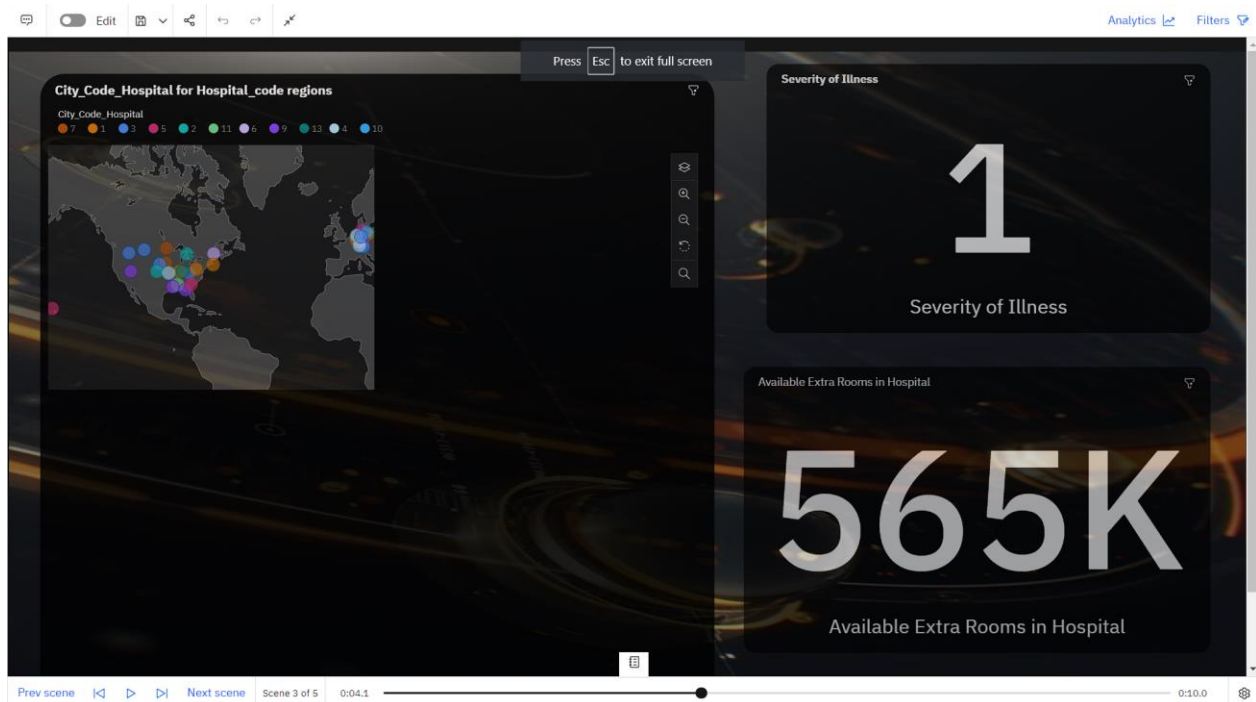 Edit
Analytics
Filters
Press Esc to exit full screen
City_Code_Hospital for Hospital_code regions
City_Code_Hospital
7 1 3 5 2 11 6 9 13 4 10
Severity of Illness
1
Severity of Illness
Available Extra Rooms in Hospital
565K
Available Extra Rooms in Hospital
Prev scene
Next scene
Scene 3 of 5
0:04.1
0:10.0